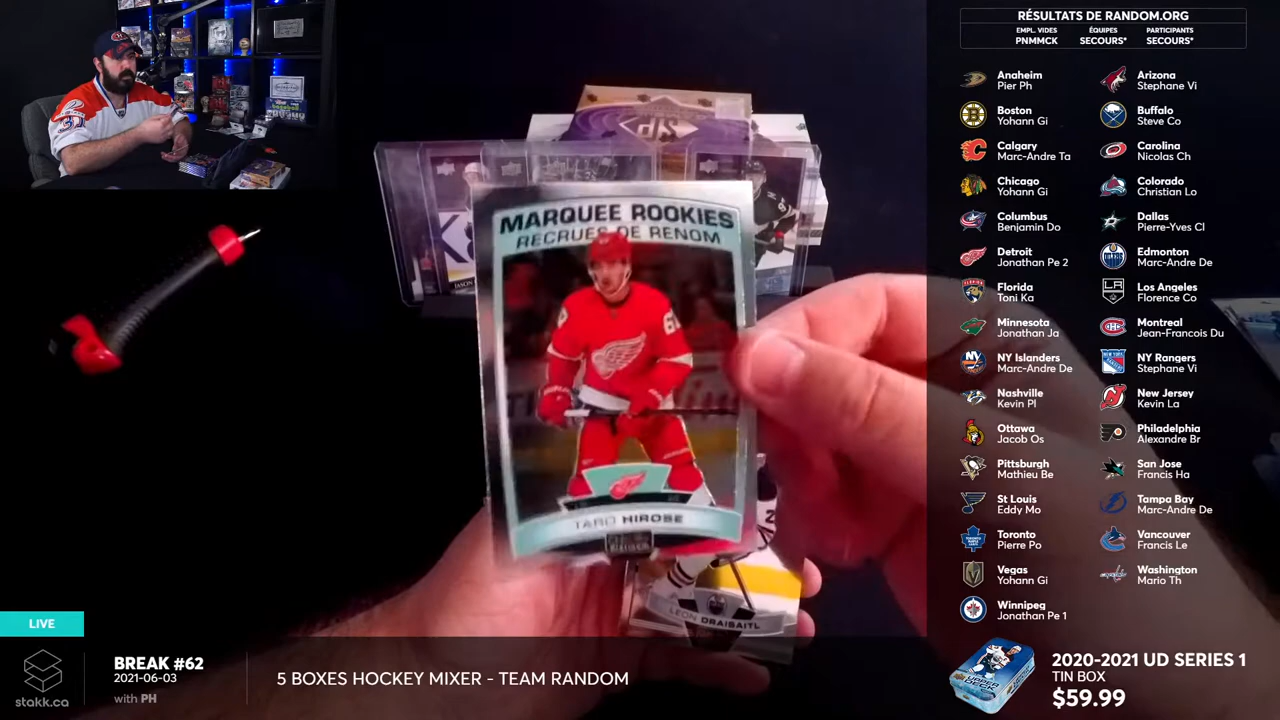 RÉSULTATS DE RANDOM.ORG
EMPL. VIDES
PNMMCK
ÉQUIPES
SECOURS*
PARTICIPANTS
SECOURS*
Anaheim
Pier Ph
Arizona
Stephane Vi
Boston
Yohann Gi
Buffalo
Steve Co
Calgary
Marc-Andre Ta
Carolina
Nicolas Ch
Chicago
Yohann Gi
Colorado
Christian Lo
Columbus
Benjamin Do
Dallas
Pierre-Yves Cl
Detroit
Jonathan Pe 2
Edmonton
Marc-Andre De
Florida
Toni Ka
Los Angeles
Florence Co
Minnesota
Jonathan Ja
Montreal
Jean-Francois Du
NY Islanders
Marc-Andre De
NY Rangers
Stephane Vi
Nashville
Kevin Pl
New Jersey
Kevin La
Ottawa
Jacob Os
Philadelphia
Alexandre Br
Pittsburgh
Mathieu Be
San Jose
Francis Ha
St Louis
Eddy Mo
Tampa Bay
Marc-Andre De
Toronto
Pierre Po
Vancouver
Francis Le
Vegas
Yohann Gi
Washington
Mario Th
Winnipeg
Jonathan Pe 1
MARQUEE ROOKIES
RECRUES DE RENOM
TARO HIROSE
LEON DRAISAITL
LIVE
stakk.ca
BREAK #62
2021-06-03
with PH
5 BOXES HOCKEY MIXER - TEAM RANDOM
2020-2021 UD SERIES 1
TIN BOX
$59.99